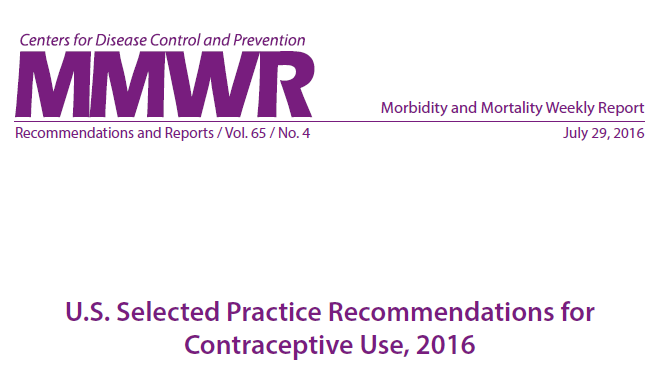 Centers for Disease Control and Prevention
MMWR
Morbidity and Mortality Weekly Report
Recommendations and Reports / Vol. 65 / No. 4
July 29, 2016
U.S. Selected Practice Recommendations for
Contraceptive Use, 2016